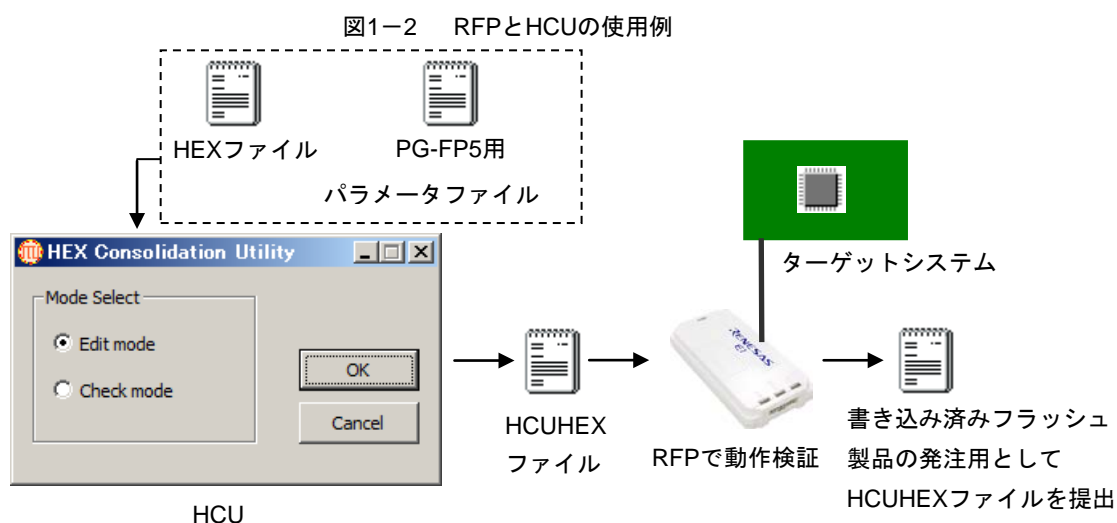 図1－2 RFPとHCUの使用例
HEXファイル
PG-FP5用
パラメータファイル
HEX Consolidation Utility
Mode Select
Edit mode
Check mode
OK
Cancel
HCU
HCUHEX
ファイル
RENESAS
E1
RFPで動作検証
ターゲットシステム
書き込み済みフラッシュ
製品の発注用として
HCUHEXファイルを提出